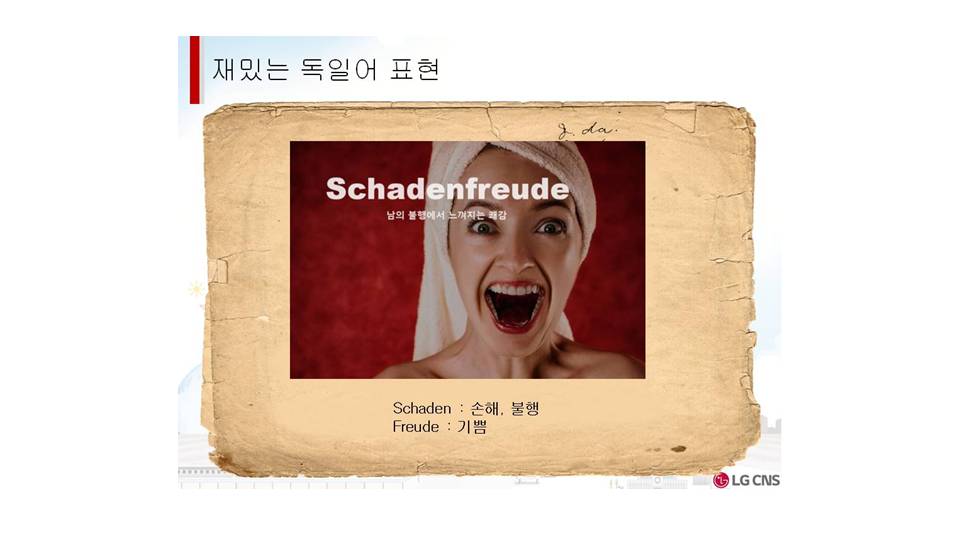 재밌는 독일어 표현
Schadenfreude
남의 불행에서 느껴지는 쾌감
Schaden : 손해, 불행
Freude : 기쁨
LG CNS